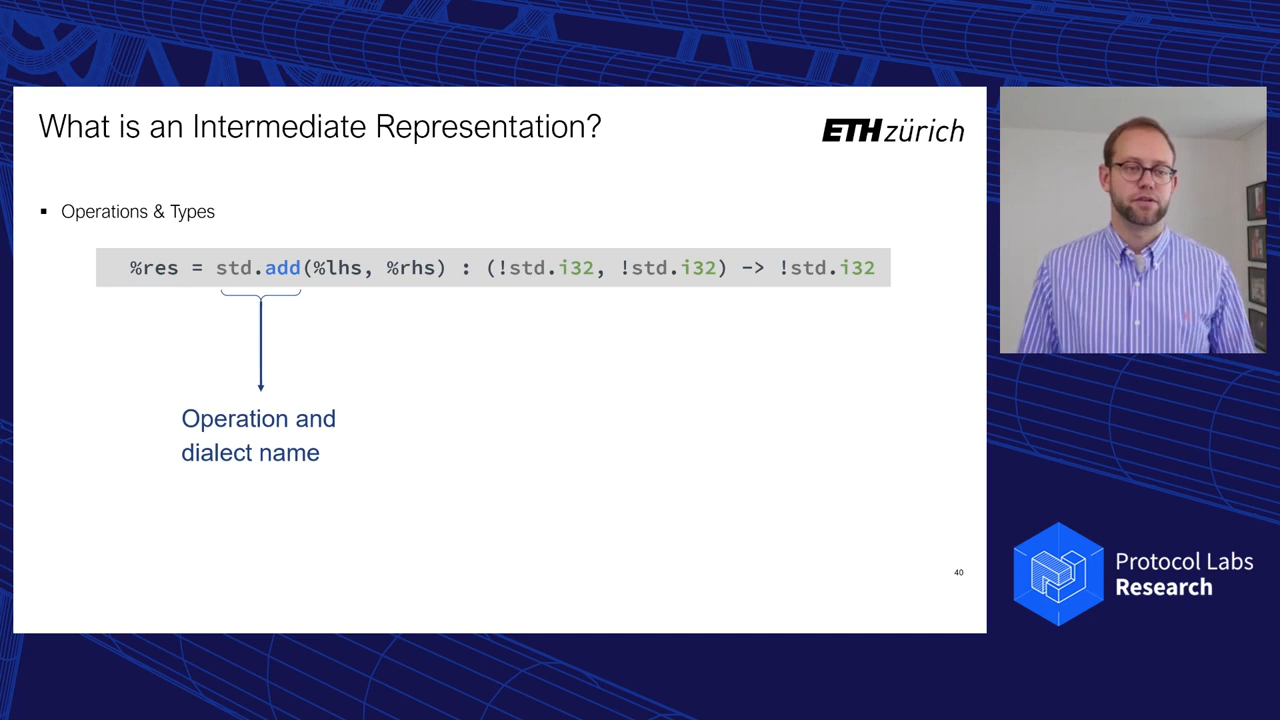 What is an Intermediate Representation?
ETH zürich
▪ Operations & Types
%res = std.add(%lhs, %rhs) : (!std.i32, !std.i32) -> !std.i32
Operation and
dialect name
40
Protocol Labs
Research